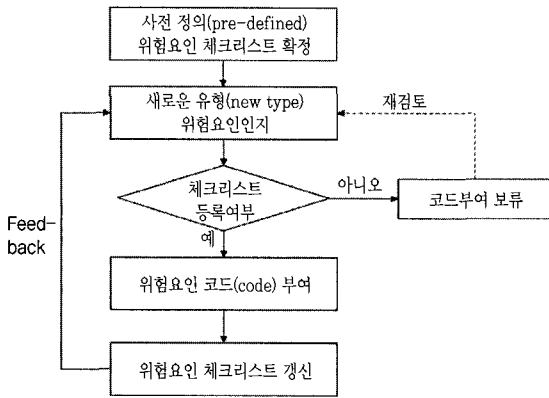 사전 정의(pre-defined)
위험요인 체크리스트 확정
새로운 유형(new type)
위험요인인지
재검토
체크리스트
등록여부
아니오
코드부여 보류
예
Feed-
back
위험요인 코드(code) 부여
위험요인 체크리스트 갱신